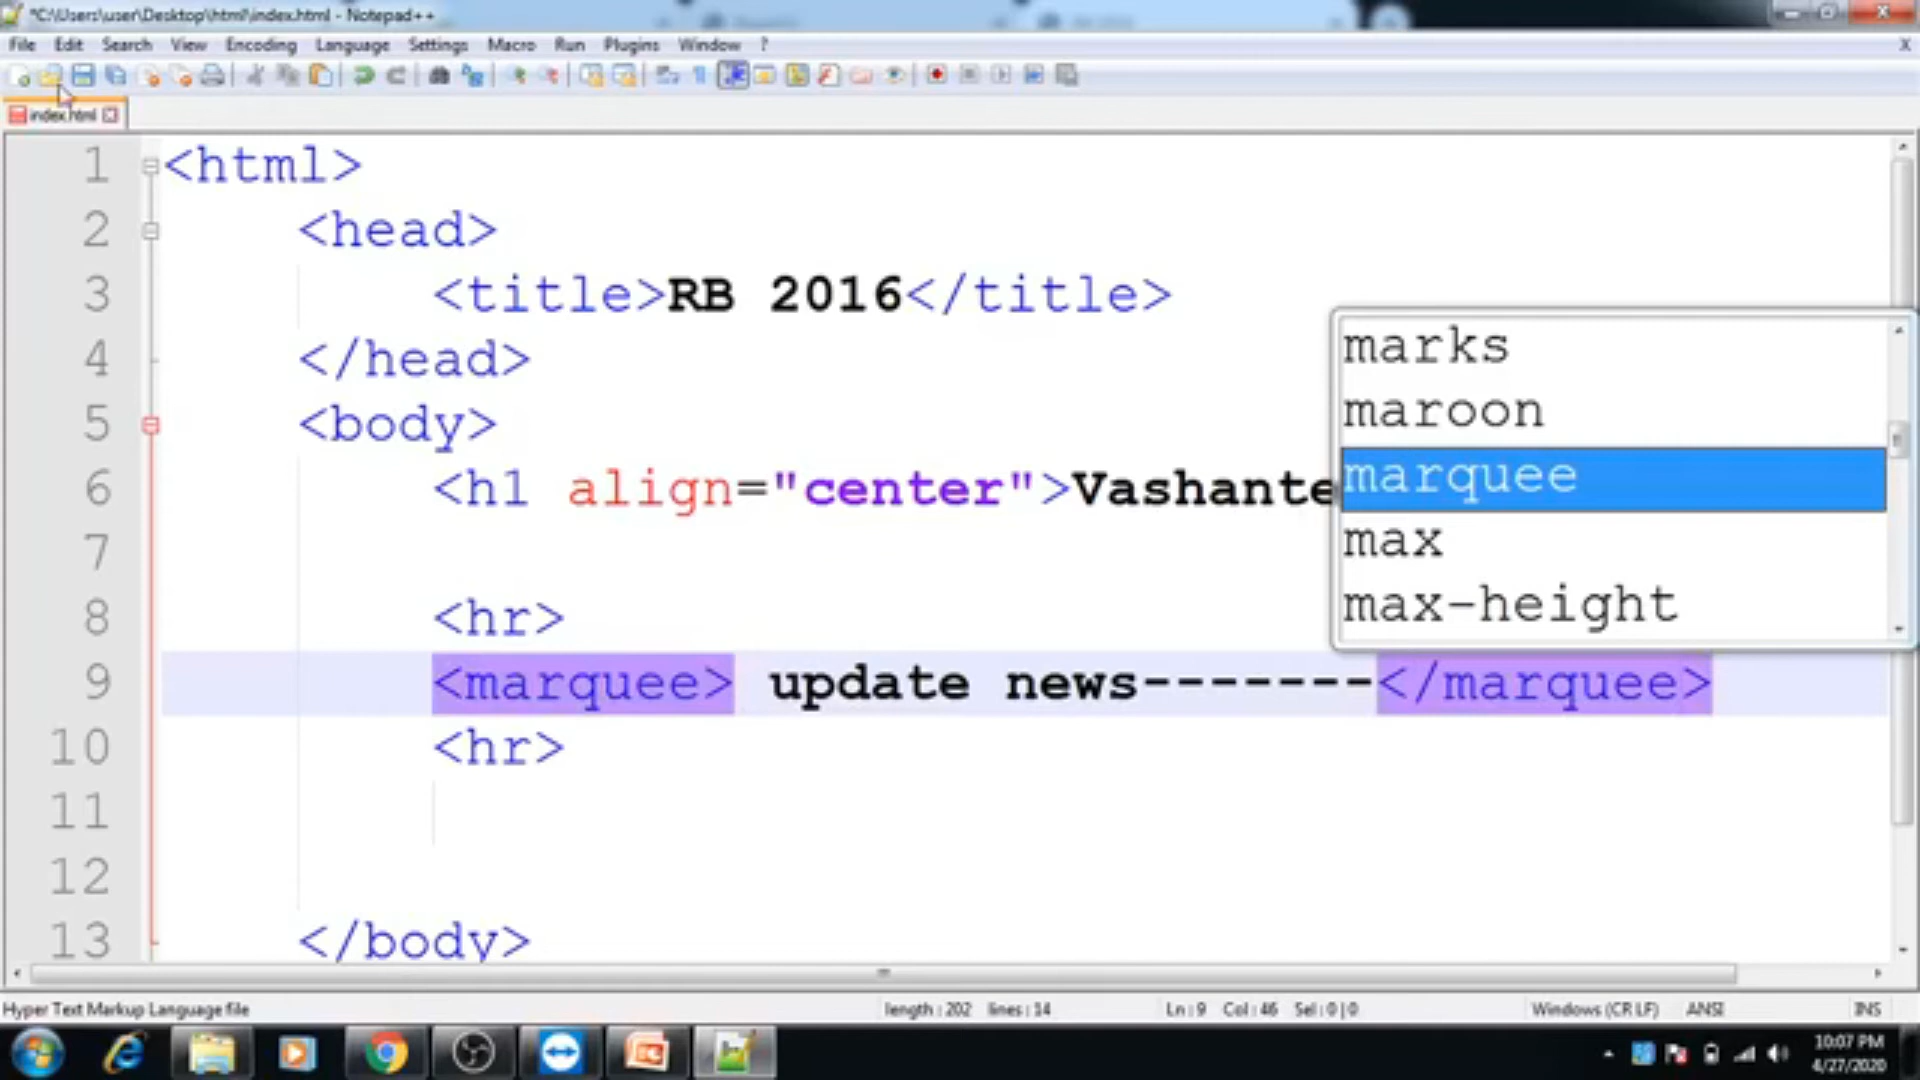 *C:\Users\user\Desktop\html\index.html - Notepad++
File Edit Search View Encoding Language Settings Macro Run Plugins Window ? X
index.html
1 <html>
2 <head>
3 <title>RB 2016</title>
4 </head>
5 <body>
6 <h1 align="center">Vashante
7
8 <hr>
9 <marquee> update news-------</marquee>
10 <hr>
11
12
13 </body>
marks
maroon
marquee
max
max-height
Hyper Text Markup Language file length : 202 lines : 14 Ln : 9 Col : 46 Sel : 0 | 0 Windows (CR LF) ANSI INS
10:07 PM
4/27/2020